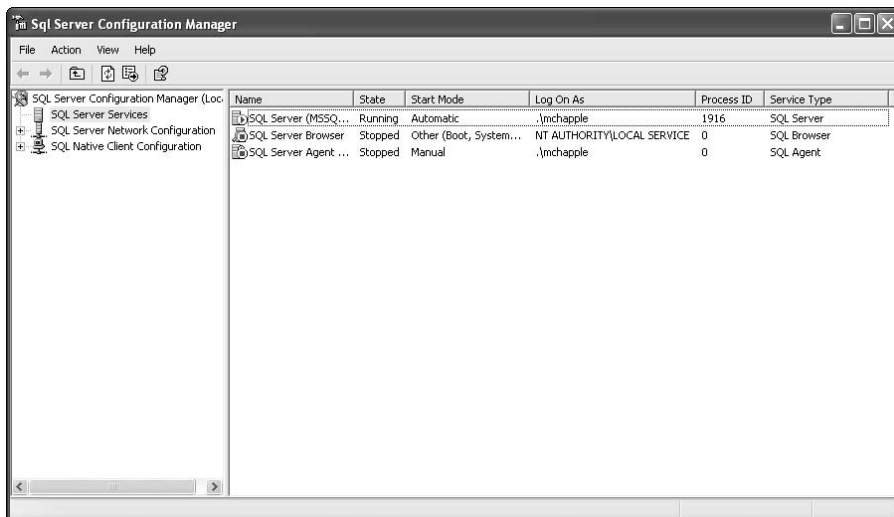 Sql Server Configuration Manager
File Action View Help
SQL Server Configuration Manager (Loc
SQL Server Services
SQL Server Network Configuration
SQL Native Client Configuration
Name State Start Mode Log On As Process ID Service Type
SQL Server (MSSQ... Running Automatic .\mchapple 1916 SQL Server
SQL Server Browser Stopped Other (Boot, System... NT AUTHORITY\LOCAL SERVICE 0 SQL Browser
SQL Server Agent ... Stopped Manual .\mchapple 0 SQL Agent